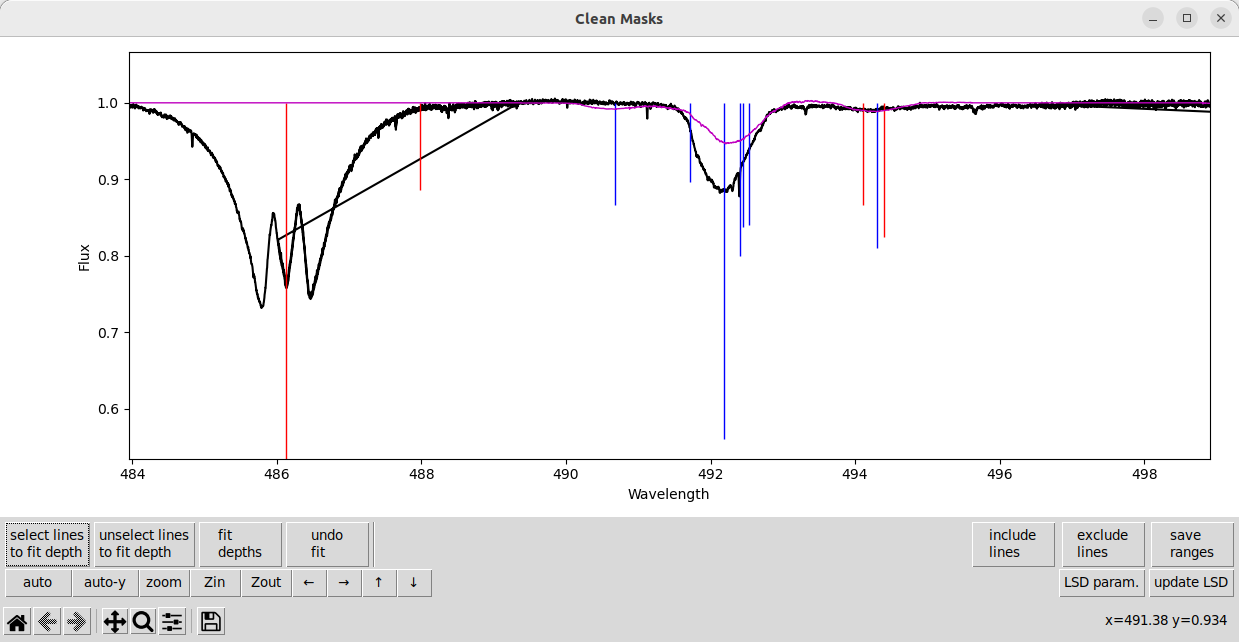 Clean Masks
1.0
0.9
0.8
0.7
0.6
Flux
484 486 488 490 492 494 496 498
Wavelength
select lines
to fit depth
unselect lines
to fit depth
fit
depths
undo
fit
include
lines
exclude
lines
save
ranges
auto auto-y zoom Zin Zout ← → ↑ ↓ LSD param. update LSD
x=491.38 y=0.934